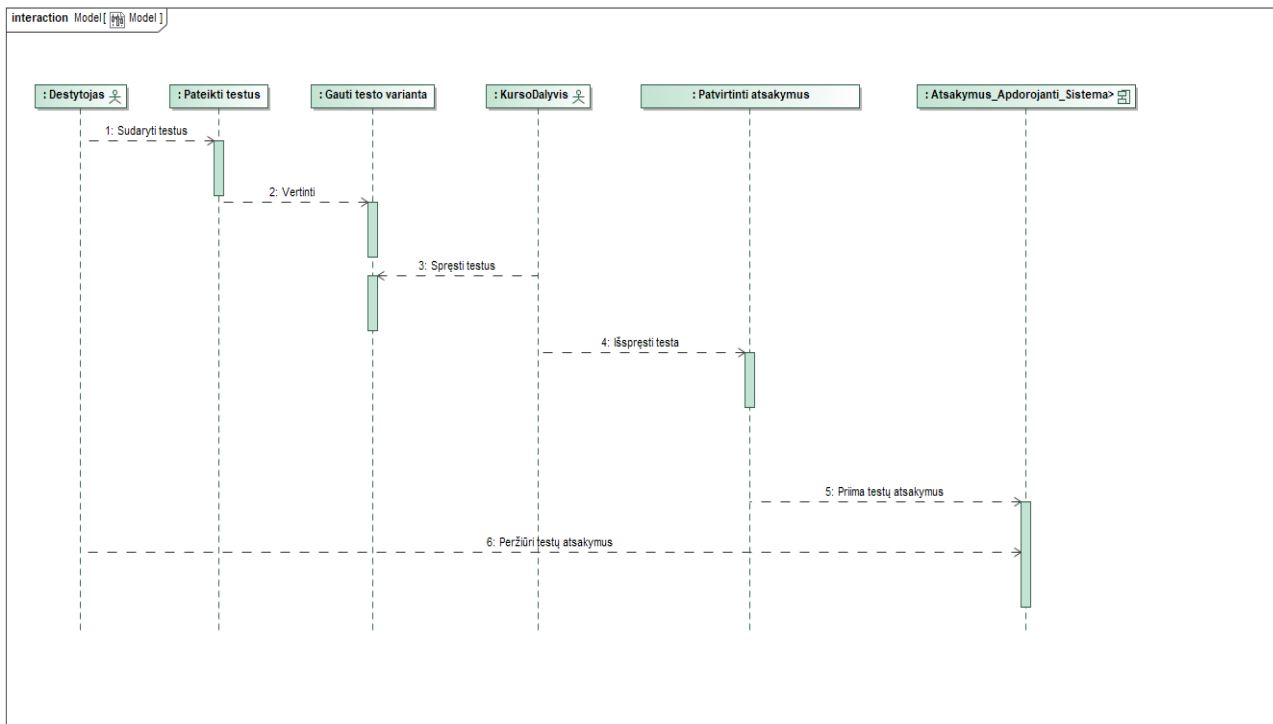 interaction Model[ Model ]
: Destytojas
: Pateikti testus
: Gauti testo varianta
: KursoDalyvis
: Patvirtinti atsakymus
: Atsakymus_Apdorojanti_Sistema>
1: Sudaryti testus
2: Vertinti
3: Spręsti testus
4: Išspręsti testa
5: Priima testų atsakymus
6: Peržiūri testų atsakymus